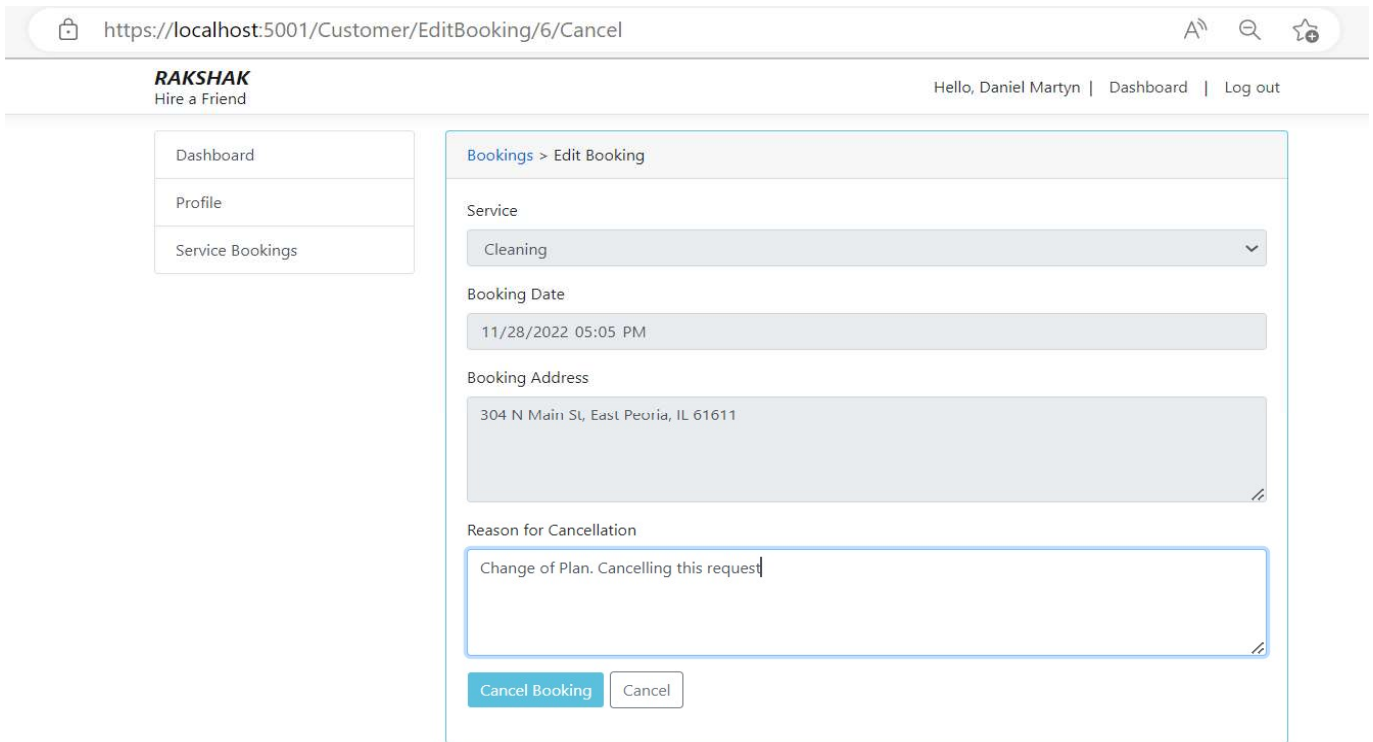 https://localhost:5001/Customer/EditBooking/6/Cancel
RAKSHAK
Hire a Friend
Hello, Daniel Martyn | Dashboard | Log out
Dashboard
Profile
Service Bookings
Bookings > Edit Booking
Service
Cleaning
Booking Date
11/28/2022 05:05 PM
Booking Address
304 N Main St, East Peoria, IL 61611
Reason for Cancellation
Change of Plan. Cancelling this request
Cancel Booking Cancel